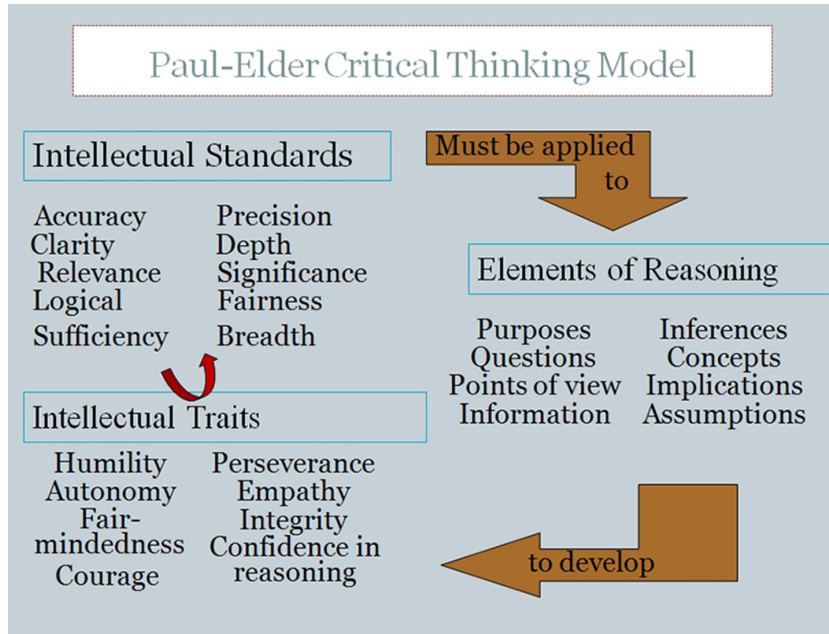 Paul-Elder Critical Thinking Model
Intellectual Standards
Accuracy
Clarity
Relevance
Logical
Sufficiency
Precision
Depth
Significance
Fairness
Breadth
Must be applied
to
Elements of Reasoning
Purposes
Questions
Points of view
Information
Inferences
Concepts
Implications
Assumptions
to develop
Intellectual Traits
Humility
Autonomy
Fair-
mindedness
Courage
Perseverance
Empathy
Integrity
Confidence in
reasoning